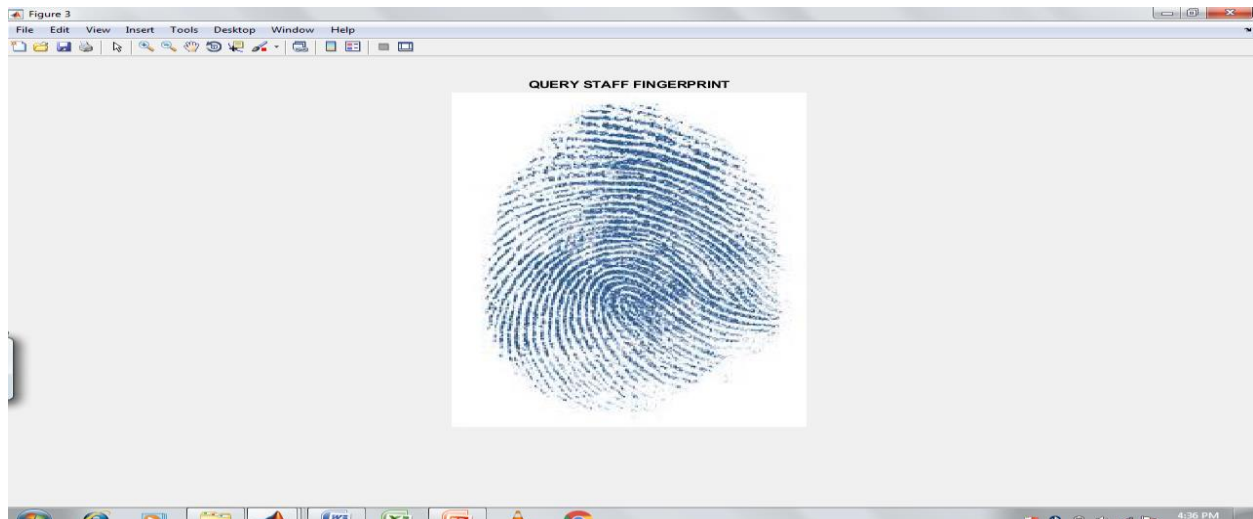 Figure 3
File Edit View Insert Tools Desktop Window Help
QUERY STAFF FINGERPRINT
4:36 PM